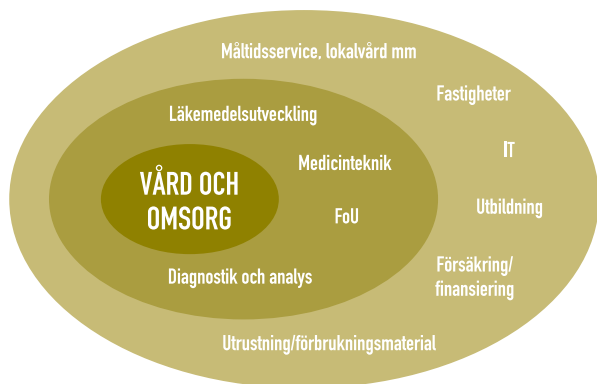 Måltidsservice, lokalvård mm
Fastigheter
Läkemedelsutveckling
IT
Medicinteknik
VÅRD OCH
OMSORG
Utbildning
FoU
Försäkring/
finansiering
Diagnostik och analys
Utrustning/förbrukningsmaterial